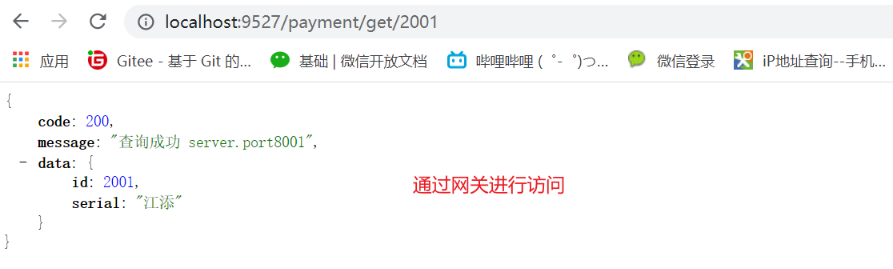 localhost:9527/payment/get/2001
应用 Gitee - 基于 Git 的... 基础 | 微信开放文档 哔哩哔哩 (゜-゜)つ... 微信登录 iP地址查询--手机...
{
code: 200,
message: "查询成功 server.port8001",
- data: {
id: 2001,
serial: "江添"
}
}
通过网关进行访问